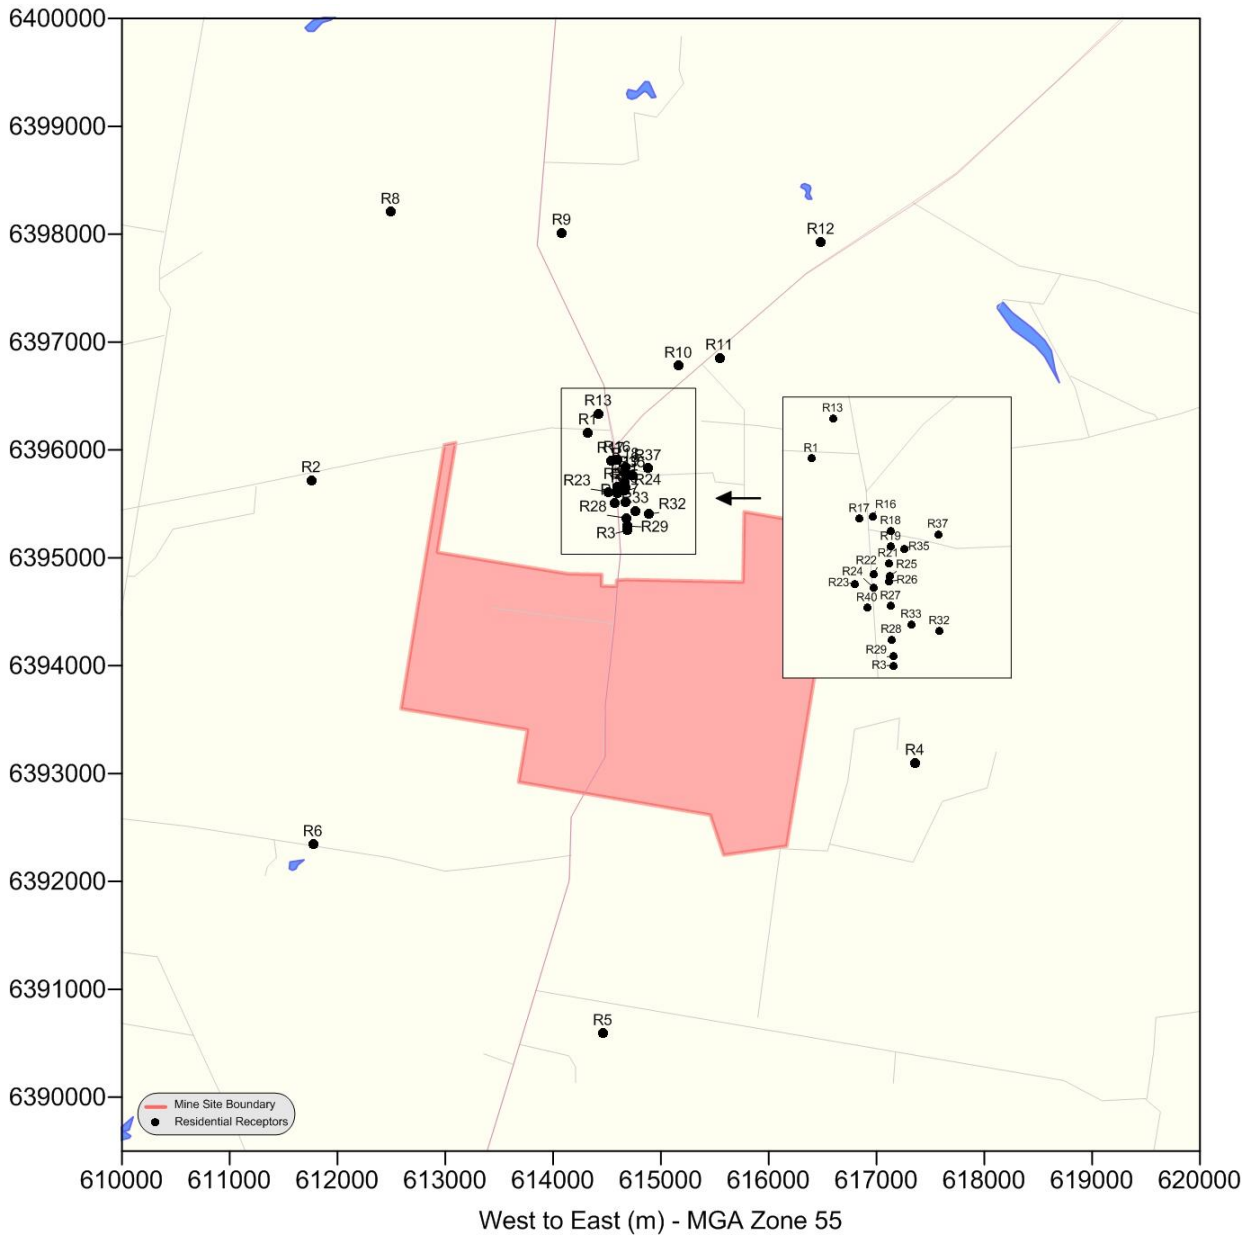 6400000
6399000
R8
R9
6398000
R12
6397000
R10
R11
R13
R1
6396000
R2
R16
R37
R24
R23
R33
R28
R32
R29
R3
R13
R1
R17
R16
R18
R37
R19
R35
R21
R22
R25
R24
R26
R23
R40
R27
R33
R32
R28
R29
R3
6395000
6394000
R4
6393000
R6
6392000
6391000
R5
6390000
Mine Site Boundary
Residential Receptors
610000 611000 612000 613000 614000 615000 616000 617000 618000 619000 620000
West to East (m) - MGA Zone 55